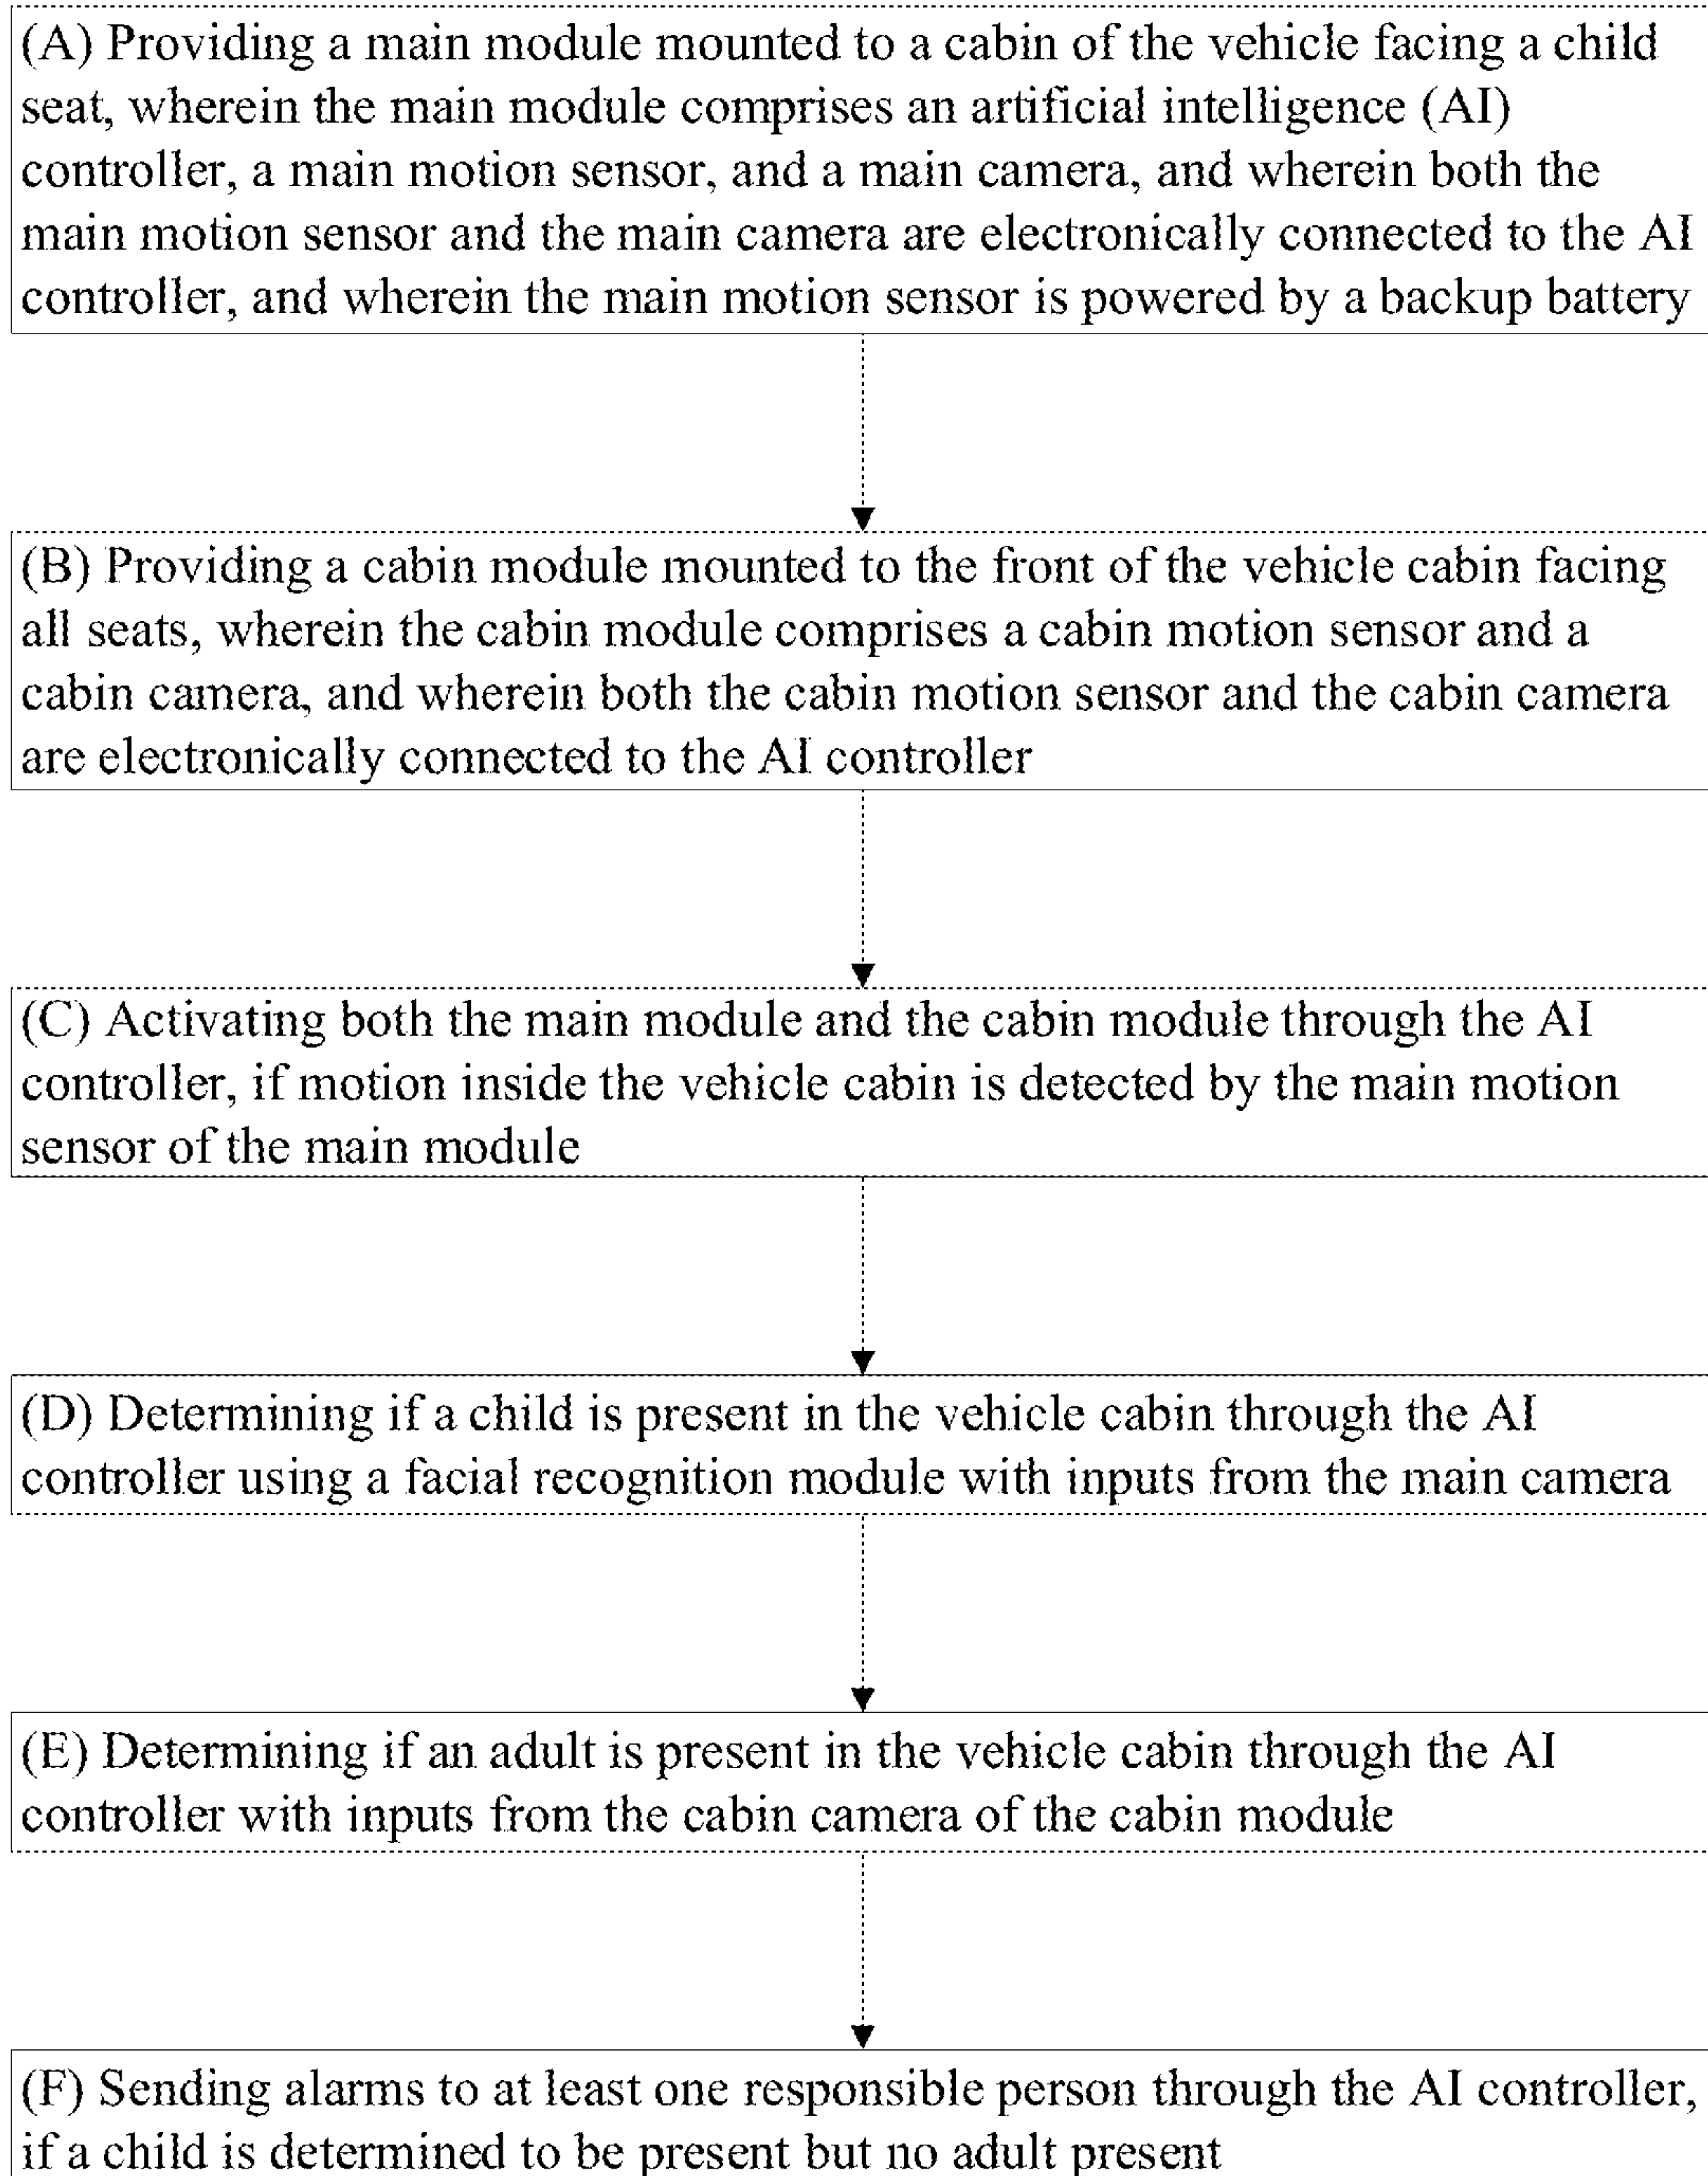 (A) Providing a main module mounted to a cabin of the vehicle facing a child
seat, wherein the main module comprises an artificial intelligence (AI)
controller, a main motion sensor, and a main camera, and wherein both the
main motion sensor and the main camera are electronically connected to the AI
controller, and wherein the main motion sensor is powered by a backup battery
(B) Providing a cabin module mounted to the front of the vehicle cabin facing
all seats, wherein the cabin module comprises a cabin motion sensor and a
cabin camera, and wherein both the cabin motion sensor and the cabin camera
are electronically connected to the AI controller
(C) Activating both the main module and the cabin module through the AI
controller, if motion inside the vehicle cabin is detected by the main motion
sensor of the main module
(D) Determining if a child is present in the vehicle cabin through the AI
controller using a facial recognition module with inputs from the main camera
(E) Determining if an adult is present in the vehicle cabin through the AI
controller with inputs from the cabin camera of the cabin module
(F) Sending alarms to at least one responsible person through the AI controller,
if a child is determined to be present but no adult present